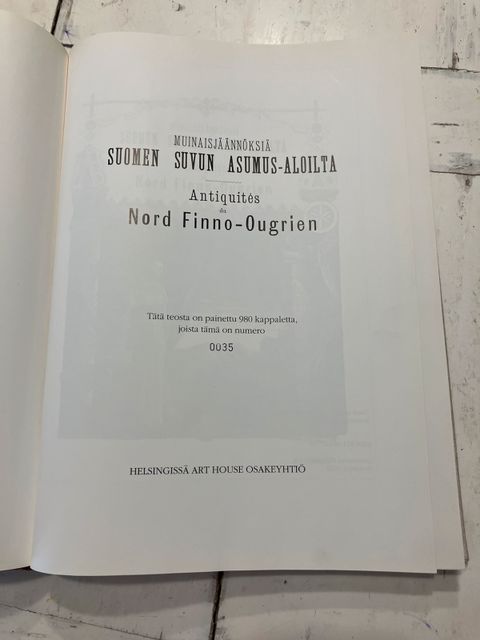 MUINAISJÄÄNNÖKSIÄ
SUOMEN SUVUN ASUMUS-ALOILTA
Antiquités
du
Nord Finno-Ougrien
Tätä teosta on painettu 980 kappaletta,
joista tämä on numero
0035
HELSINGISSÄ ART HOUSE OSAKEYHTIÖ